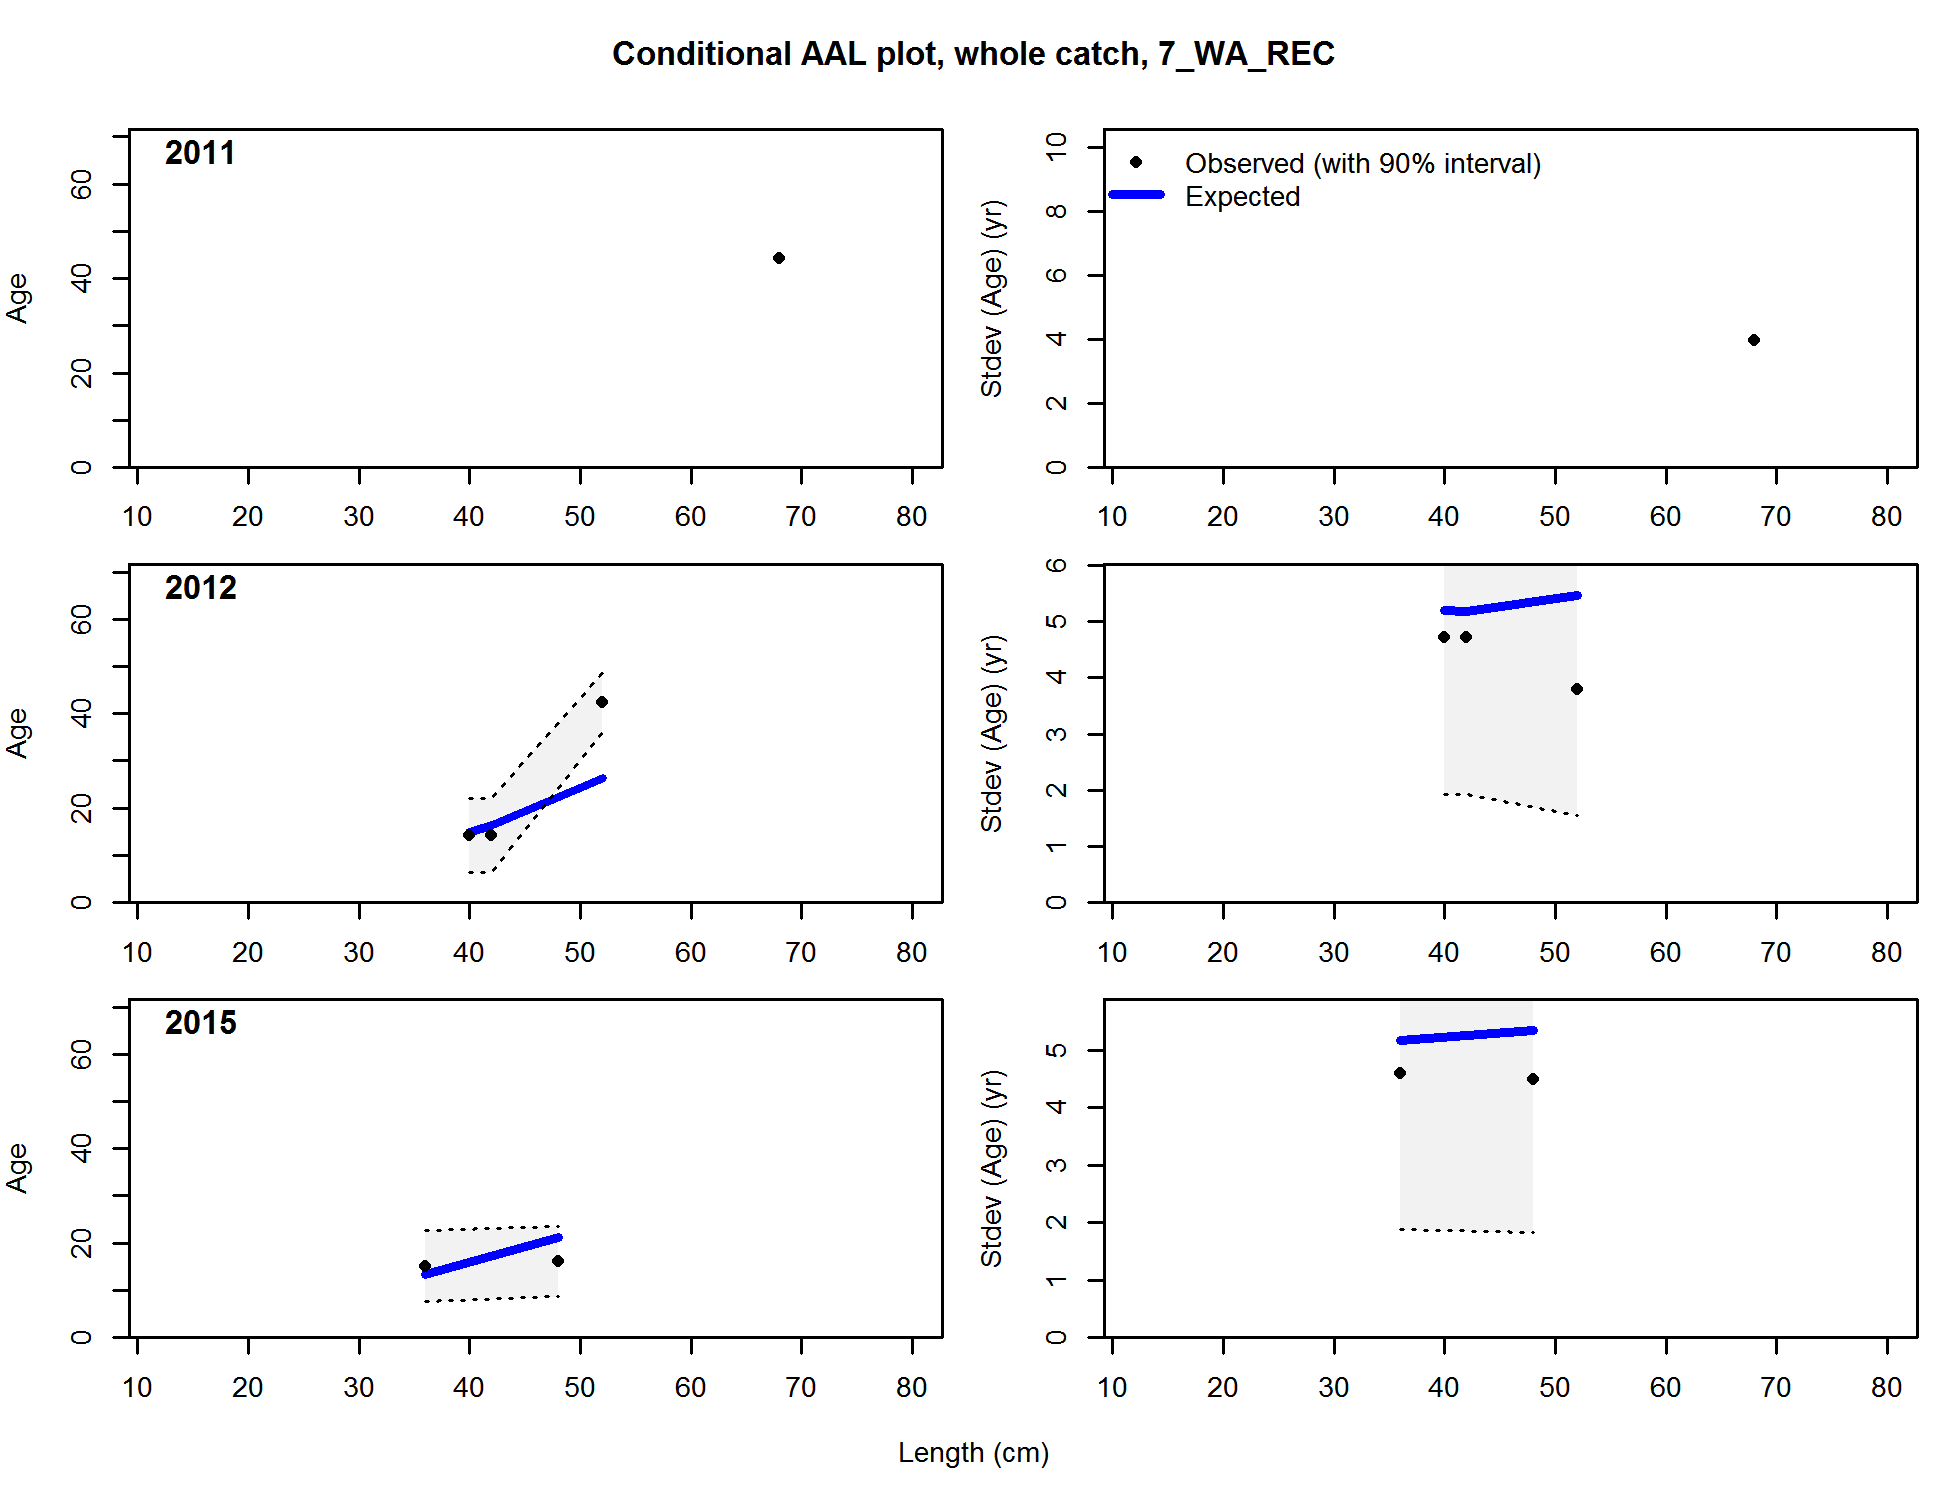 Conditional AAL plot, whole catch, 7_WA_REC
2011
Age
0 20 40 60
10 20 30 40 50 60 70 80
Observed (with 90% interval)
Expected
Stdev (Age) (yr)
0 2 4 6 8 10
10 20 30 40 50 60 70 80
2012
Age
0 20 40 60
10 20 30 40 50 60 70 80
Stdev (Age) (yr)
0 1 2 3 4 5 6
10 20 30 40 50 60 70 80
2015
Age
0 20 40 60
10 20 30 40 50 60 70 80
Stdev (Age) (yr)
0 1 2 3 4 5
10 20 30 40 50 60 70 80
Length (cm)